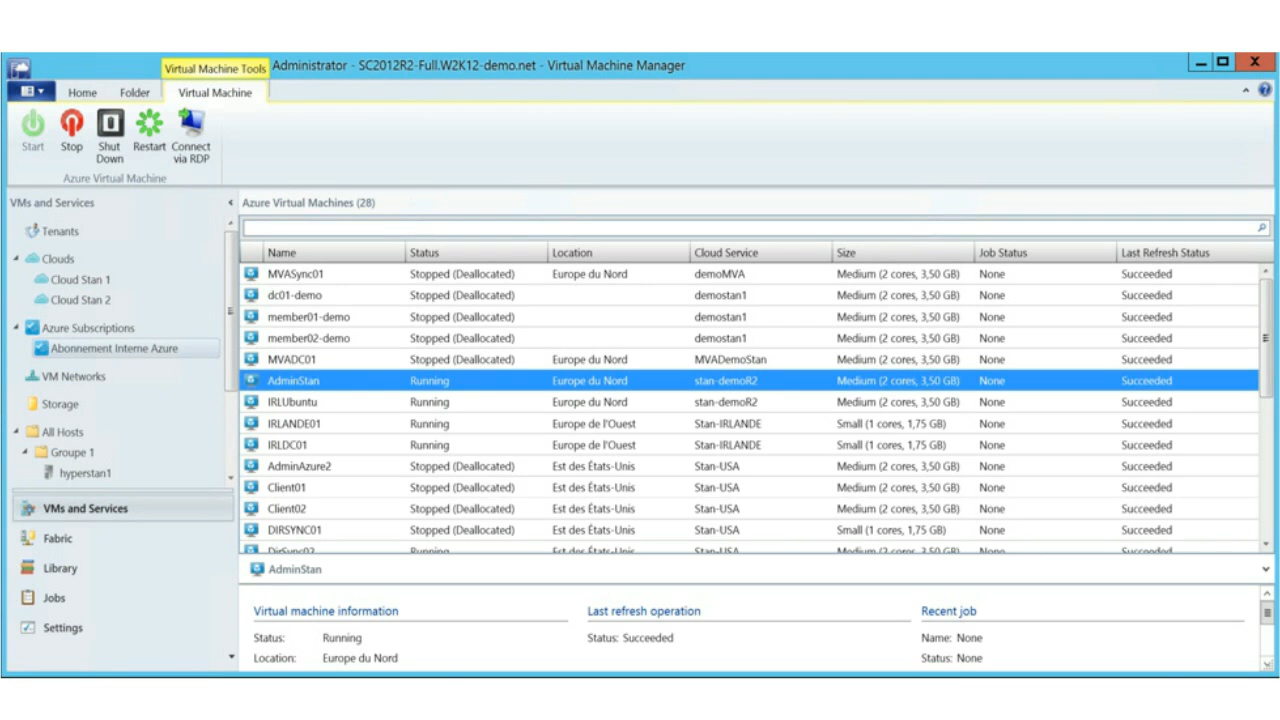 Virtual Machine Tools Administrator - SC2012R2-Full.W2K12-demo.net - Virtual Machine Manager
Home Folder Virtual Machine
Start Stop Shut Down Restart Connect via RDP
Azure Virtual Machine
VMs and Services
Tenants
Clouds
Cloud Stan 1
Cloud Stan 2
Azure Subscriptions
Abonnement Interne Azure
VM Networks
Storage
All Hosts
Groupe 1
hyperstan1
VMs and Services
Fabric
Library
Jobs
Settings
Azure Virtual Machines (28)
Name Status Location Cloud Service Size Job Status Last Refresh Status
MVASync01 Stopped (Deallocated) Europe du Nord demoMVA Medium (2 cores, 3,50 GB) None Succeeded
dc01-demo Stopped (Deallocated) demostan1 Medium (2 cores, 3,50 GB) None Succeeded
member01-demo Stopped (Deallocated) demostan1 Medium (2 cores, 3,50 GB) None Succeeded
member02-demo Stopped (Deallocated) demostan1 Medium (2 cores, 3,50 GB) None Succeeded
MVADC01 Stopped (Deallocated) Europe du Nord MVADemoStan Medium (2 cores, 3,50 GB) None Succeeded
AdminStan Running Europe du Nord stan-demoR2 Medium (2 cores, 3,50 GB) None Succeeded
IRLUbuntu Running Europe du Nord stan-demoR2 Medium (2 cores, 3,50 GB) None Succeeded
IRLANDE01 Running Europe de l'Ouest Stan-IRLANDE Small (1 cores, 1,75 GB) None Succeeded
IRLDC01 Running Europe de l'Ouest Stan-IRLANDE Small (1 cores, 1,75 GB) None Succeeded
AdminAzure2 Stopped (Deallocated) Est des États-Unis Stan-USA Medium (2 cores, 3,50 GB) None Succeeded
Client01 Stopped (Deallocated) Est des États-Unis Stan-USA Medium (2 cores, 3,50 GB) None Succeeded
Client02 Stopped (Deallocated) Est des États-Unis Stan-USA Medium (2 cores, 3,50 GB) None Succeeded
DIRSYNC01 Stopped (Deallocated) Est des États-Unis Stan-USA Small (1 cores, 1,75 GB) None Succeeded
Running Est des États-Unis Stan-USA Medium (2 cores, 3,50 GB) None Succeeded
AdminStan
Virtual machine information Last refresh operation Recent job
Status: Running Status: Succeeded Name: None
Location: Europe du Nord Status: None